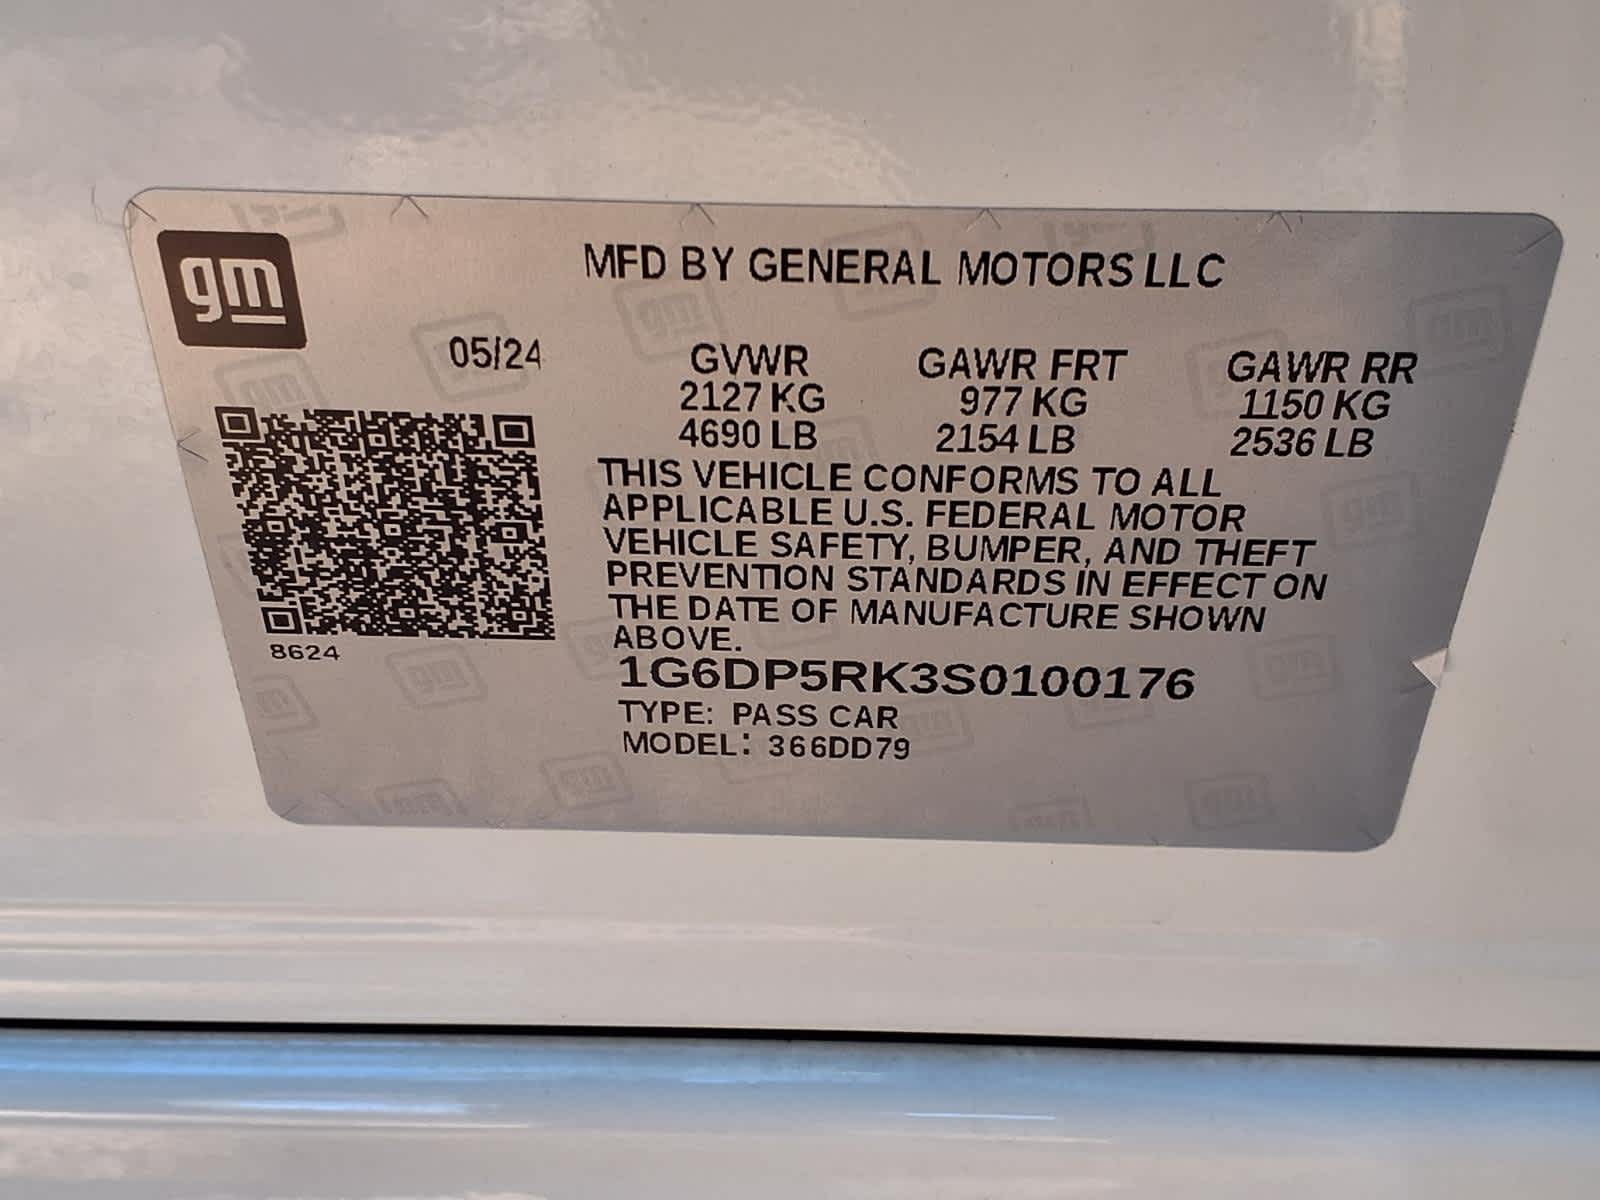 gm
MFD BY GENERAL MOTORS LLC
05/24
GVWR GAWR FRT GAWR RR
2127 KG 977 KG 1150 KG
4690 LB 2154 LB 2536 LB
THIS VEHICLE CONFORMS TO ALL
APPLICABLE U.S. FEDERAL MOTOR
VEHICLE SAFETY, BUMPER, AND THEFT
PREVENTION STANDARDS IN EFFECT ON
THE DATE OF MANUFACTURE SHOWN
ABOVE.
8624
1G6DP5RK3S0100176
TYPE: PASS CAR
MODEL: 366DD79